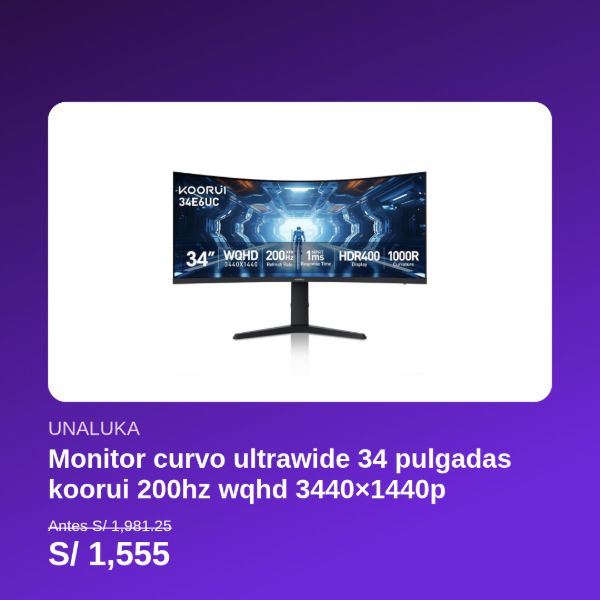 KOORUI
34E6UC
34" WQHD 200Hz 1ms HDR400 1000R
3440X1440 Refresh Rate Response Time Display Curvature
UNALUKA
Monitor curvo ultrawide 34 pulgadas
koorui 200hz wqhd 3440×1440p
Antes S/ 1,981.25
S/ 1,555